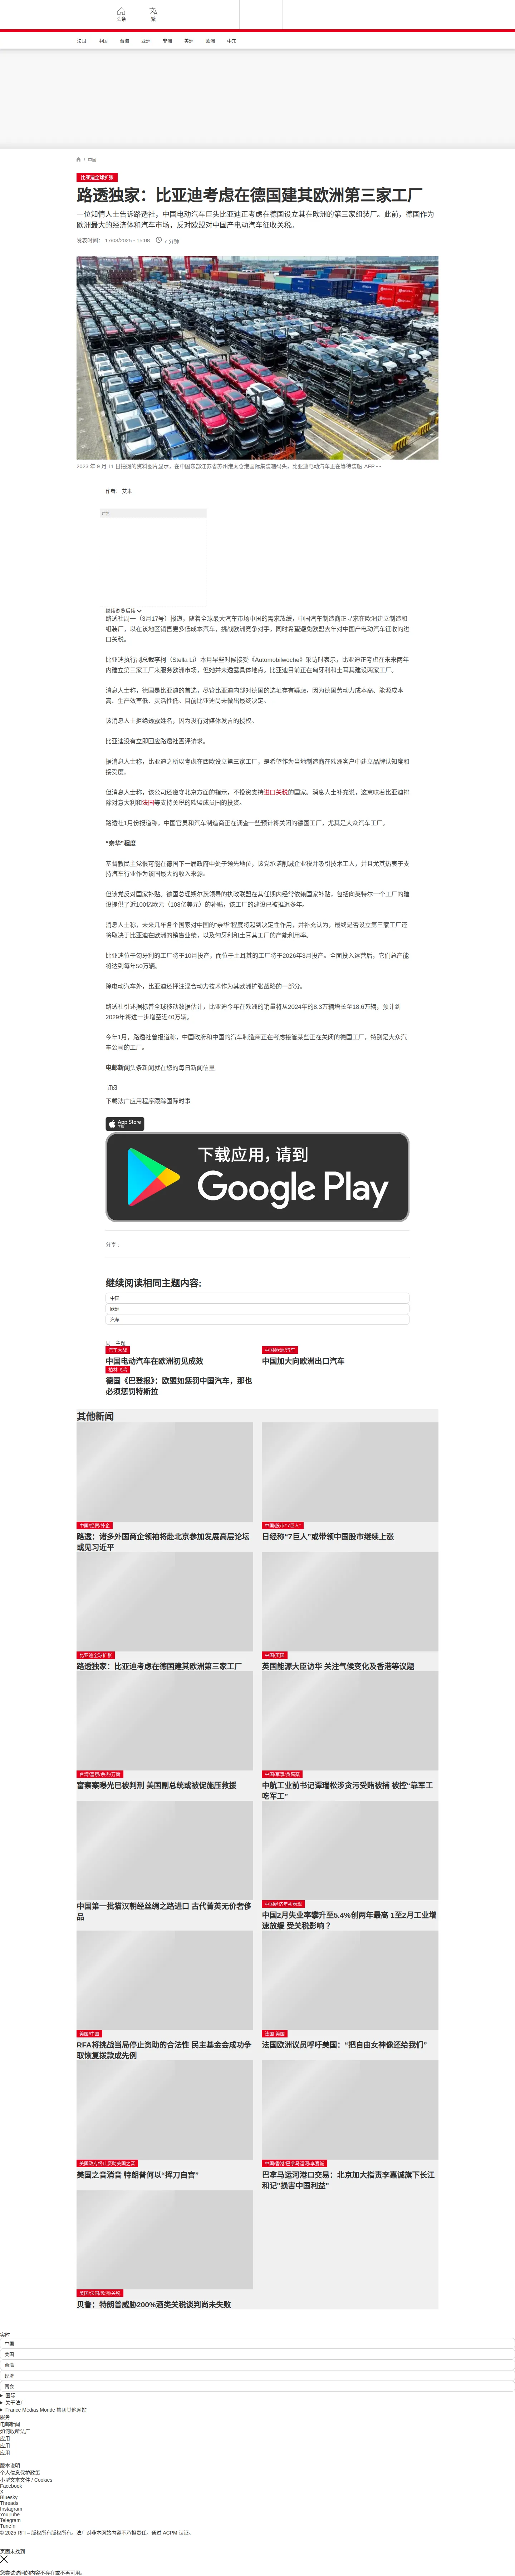 头条
繁
法国
中国
台海
亚洲
非洲
美洲
欧洲
中东
/ 中国
比亚迪全球扩张
路透独家：比亚迪考虑在德国建其欧洲第三家工厂
一位知情人士告诉路透社，中国电动汽车巨头比亚迪正考虑在德国设立其在欧洲的第三家组装厂。此前，德国作为
欧洲最大的经济体和汽车市场，反对欧盟对中国产电动汽车征收关税。
发表时间： 17/03/2025 - 15:09
7 分钟
2023 年 9 月 11 日拍摄的资料图片显示，在中国东部江苏省苏州港太仓港国际集装箱码头，比亚迪电动汽车正在等待装船 AFP - -
作者： 艾米
广告
继续浏览后续
路透社周一（3月17号）报道，随着全球最大汽车市场中国的需求放缓，中国汽车制造商正寻求在欧洲建立制造和
组装厂，以在该地区销售更多低成本汽车，挑战欧洲竞争对手，同时希望避免欧盟去年对中国产电动汽车征收的进
口关税。
比亚迪执行副总裁李柯（Stella Li）本月早些时候接受《Automobilwoche》采访时表示，比亚迪正考虑在未来两年
内建立第三家工厂来服务欧洲市场，但她并未透露具体地点。比亚迪目前正在匈牙利和土耳其建设两家工厂。
消息人士称，德国是比亚迪的首选，尽管比亚迪内部对德国的选址存有疑虑，因为德国劳动力成本高、能源成本
高、生产效率低、灵活性低。目前比亚迪尚未做出最终决定。
该消息人士拒绝透露姓名，因为没有对媒体发言的授权。
比亚迪没有立即回应路透社置评请求。
据消息人士称，比亚迪之所以考虑在西欧设立第三家工厂，是希望作为当地制造商在欧洲客户中建立品牌认知度和
接受度。
但消息人士称，该公司还遵守北京方面的指示，不投资支持进口关税的国家。消息人士补充说，这意味着比亚迪排
除对意大利和法国等支持关税的欧盟成员国的投资。
路透社1月份报道称，中国官员和汽车制造商正在调查一些预计将关闭的德国工厂，尤其是大众汽车工厂。
“亲华”程度
基督教民主党很可能在德国下一届政府中处于领先地位，该党承诺削减企业税并吸引技术工人，并且尤其热衷于支
持汽车行业作为该国最大的收入来源。
但该党反对国家补贴。德国总理朔尔茨领导的执政联盟在其任期内经常依赖国家补贴，包括向英特尔一个工厂的建
设提供了近100亿欧元（108亿美元）的补贴，该工厂的建设已被推迟多年。
消息人士称，未来几年各个国家对中国的“亲华”程度将起到决定性作用，并补充认为，最终是否设立第三家工厂还
将取决于比亚迪在欧洲的销售业绩，以及匈牙利和土耳其工厂的产能利用率。
比亚迪位于匈牙利的工厂将于10月投产，而位于土耳其的工厂将于2026年3月投产。全面投入运营后，它们总产能
将达到每年50万辆。
除电动汽车外，比亚迪还押注混合动力技术作为其欧洲扩张战略的一部分。
路透社引述据标普全球移动数据估计，比亚迪今年在欧洲的销量将从2024年的8.3万辆增长至18.6万辆，预计到
2029年将进一步增至近40万辆。
今年1月，路透社曾报道称，中国政府和中国的汽车制造商正在考虑接管某些正在关闭的德国工厂，特别是大众汽
车公司的工厂。
电邮新闻头条新闻就在您的每日新闻信里
订阅
下载法广应用程序跟踪国际时事
App Store
下载
下载应用，请到
Google Play
分享 :
继续阅读相同主题内容:
中国
欧洲
汽车
同一主题
汽车大战
中国电动汽车在欧洲初见成效
中国/欧洲/汽车
中国加大向欧洲出口汽车
柏林飞鸿
德国《巴登报》：欧盟如惩罚中国汽车，那也
必须惩罚特斯拉
其他新闻
中国/经贸/外企
路透：诸多外国商企领袖将赴北京参加发展高层论坛
或见习近平
中国/股市/“7巨人”
日经称“7巨人”或带领中国股市继续上涨
比亚迪全球扩张
路透独家：比亚迪考虑在德国建其欧洲第三家工厂
中国/英国
英国能源大臣访华 关注气候变化及香港等议题
富察案曝光已被判刑 美国副总统或被促施压救援
中国/军事/贪腐案
中航工业前书记谭瑞松涉贪污受贿被捕 被控“靠军工
吃军工”
中国第一批猫汉朝经丝绸之路进口 古代菁英无价奢侈
品
中国2月失业率攀升至5.4%创两年最高 1至2月工业增
速放缓 受关税影响 ?
美国/中国
RFA将挑战当局停止资助的合法性 民主基金会成功争
取恢复拨款成先例
法国-美国
法国欧洲议员呼吁美国：“把自由女神像还给我们”
美国政府终止资助美国之音
美国之音消音 特朗普何以“挥刀自宫”
中国/香港/巴拿马运河/李嘉诚
巴拿马运河港口交易：北京加大指责李嘉诚旗下长江
和记"损害中国利益"
美国/法国/欧洲/关税
贝鲁：特朗普威胁200%酒类关税谈判尚未失败
实时
中国
美国
台湾
经济
两会
国际
关于法广
France Médias Monde 集团其他网站
服务
电邮新闻
如何收听法广
应用
应用
应用
版本说明
个人信息保护政策
小型文本文件 / Cookies
Facebook
X
Bluesky
Threads
Instagram
YouTube
Telegram
TuneIn
© 2025 RFI – 版权所有版权所有。法广对非本网站内容不承担责任。通过 ACPM 认证。
页面未找到
您尝试访问的内容不存在或不再可用。